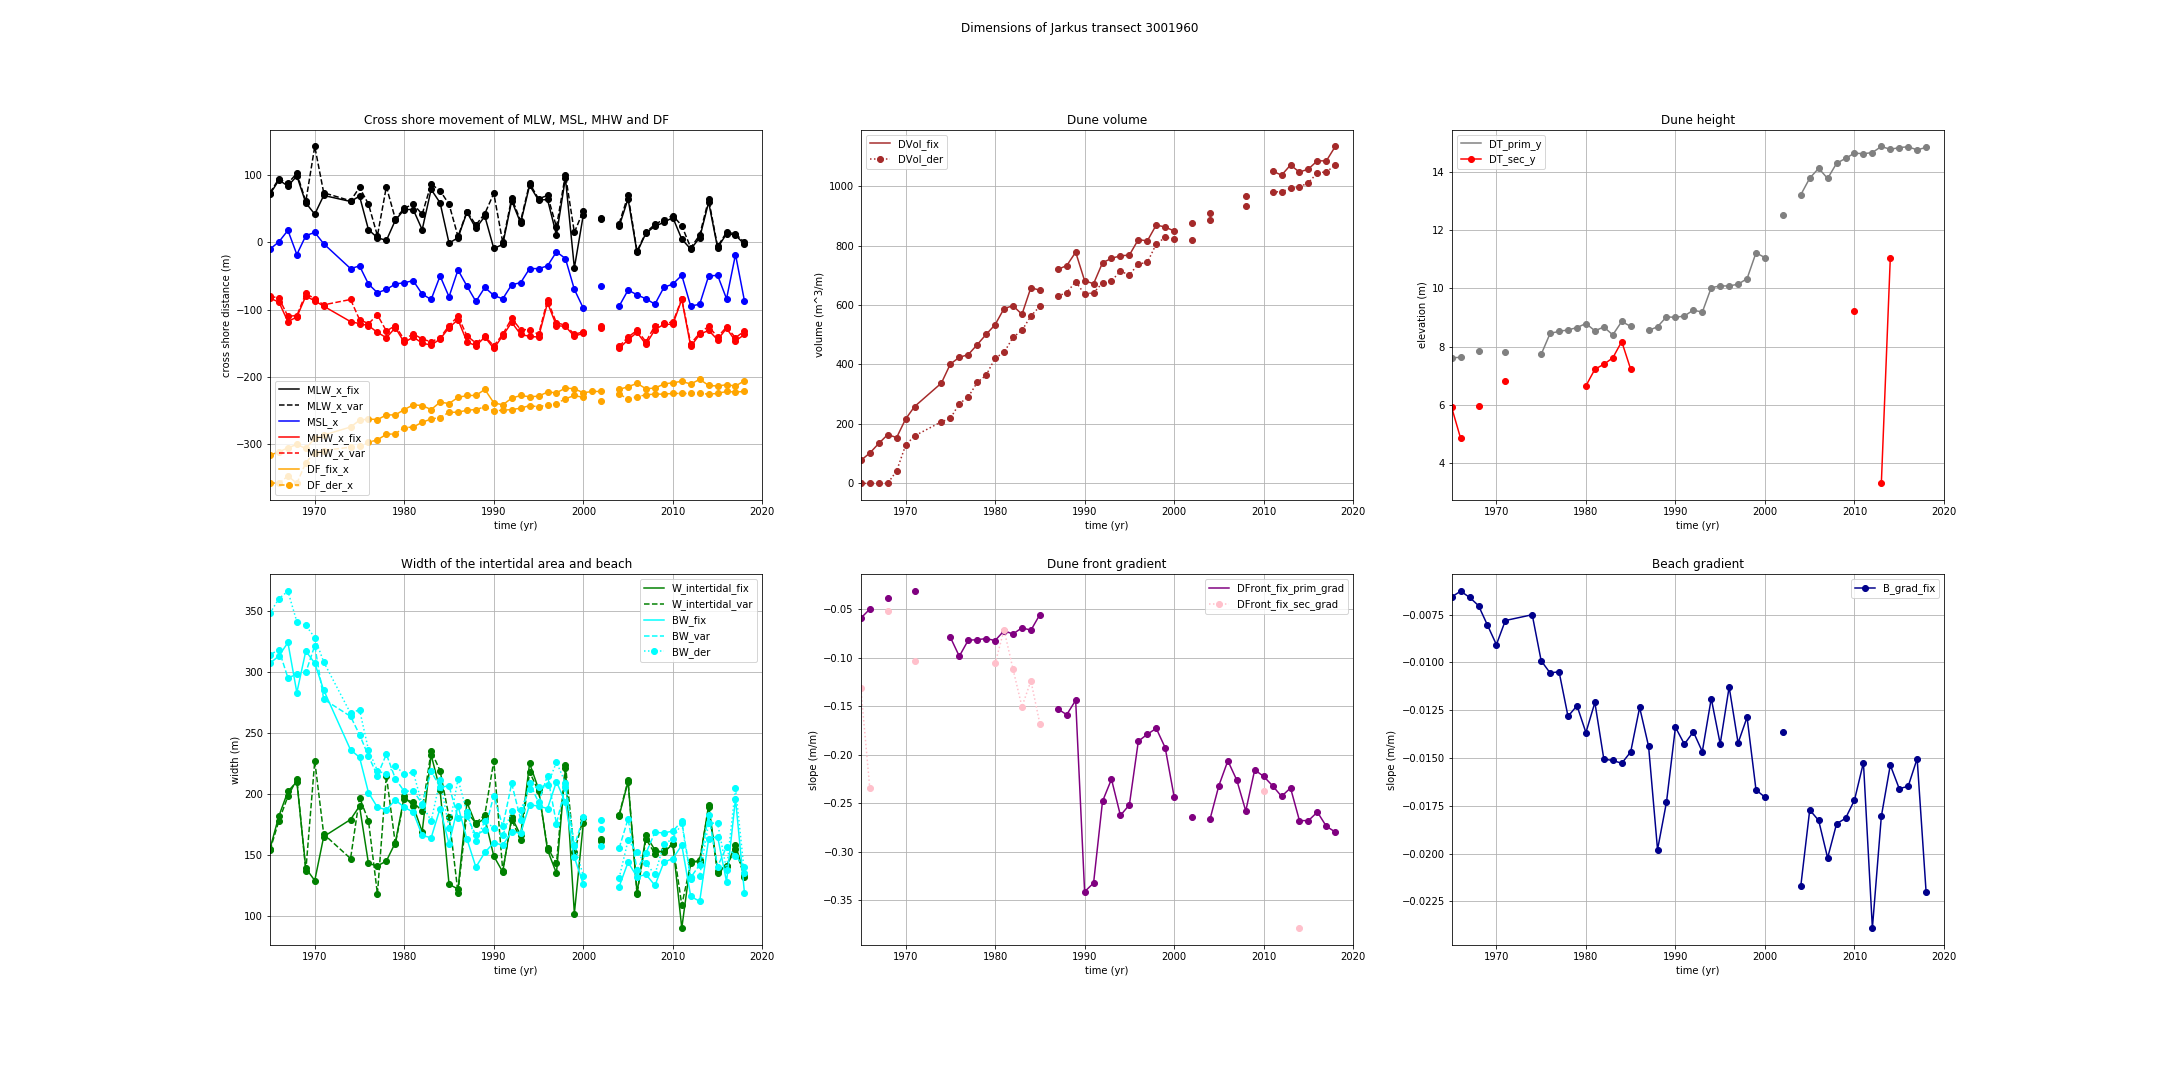 Dimensions of Jarkus transect 3001960
Cross shore movement of MLW, MSL, MHW and DF
cross shore distance (m)
100
0
−100
−200
−300
MLW_x_fix
MLW_x_var
MSL_x
MHW_x_fix
MHW_x_var
DF_fix_x
DF_der_x
1970 1980 1990 2000 2010 2020
time (yr)
Dune volume
volume (m^3/m)
1000
800
600
400
200
0
DVol_fix
DVol_der
1970 1980 1990 2000 2010 2020
time (yr)
Dune height
elevation (m)
14
12
10
8
6
4
DT_prim_y
DT_sec_y
1970 1980 1990 2000 2010 2020
time (yr)
Width of the intertidal area and beach
width (m)
350
300
250
200
150
100
W_intertidal_fix
W_intertidal_var
BW_fix
BW_var
BW_der
1970 1980 1990 2000 2010 2020
time (yr)
Dune front gradient
slope (m/m)
−0.05
−0.10
−0.15
−0.20
−0.25
−0.30
−0.35
DFront_fix_prim_grad
DFront_fix_sec_grad
1970 1980 1990 2000 2010 2020
time (yr)
Beach gradient
slope (m/m)
−0.0075
−0.0100
−0.0125
−0.0150
−0.0175
−0.0200
−0.0225
B_grad_fix
1970 1980 1990 2000 2010 2020
time (yr)